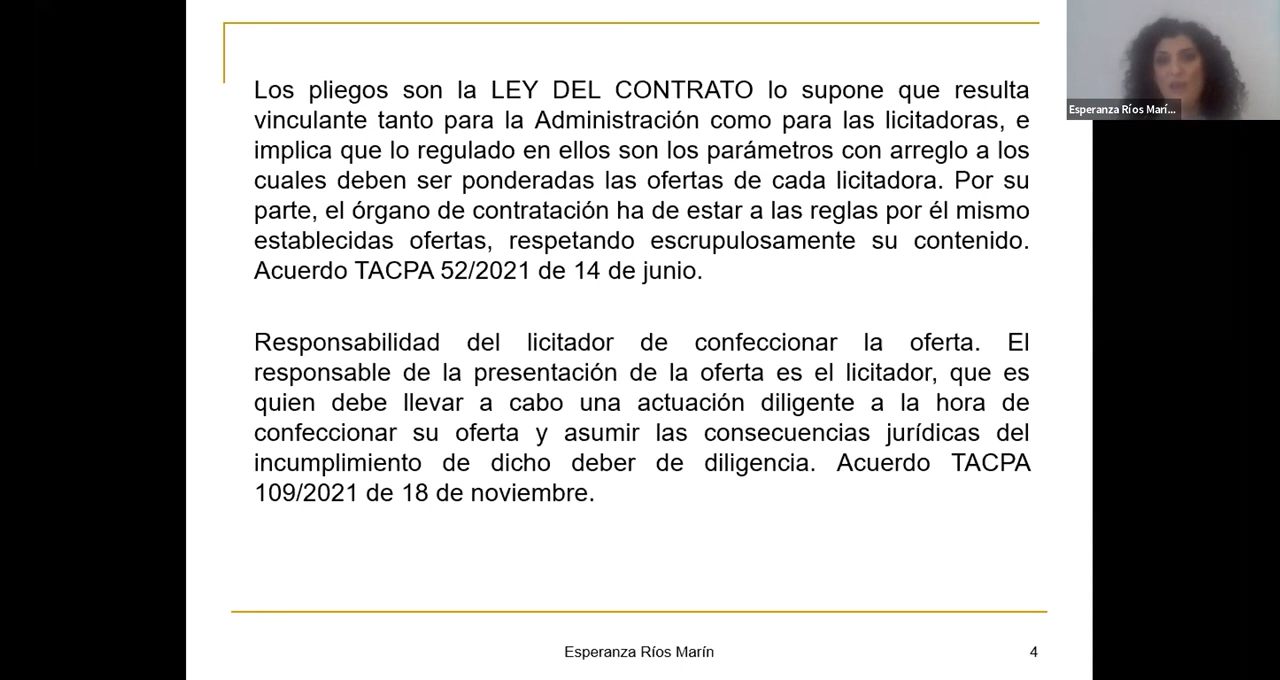 Los pliegos son la LEY DEL CONTRATO lo supone que resulta
vinculante tanto para la Administración como para las licitadoras, e
implica que lo regulado en ellos son los parámetros con arreglo a los
cuales deben ser ponderadas las ofertas de cada licitadora. Por su
parte, el órgano de contratación ha de estar a las reglas por él mismo
establecidas ofertas, respetando escrupulosamente su contenido.
Acuerdo TACPA 52/2021 de 14 de junio.
Responsabilidad del licitador de confeccionar la oferta. El
responsable de la presentación de la oferta es el licitador, que es
quien debe llevar a cabo una actuación diligente a la hora de
confeccionar su oferta y asumir las consecuencias jurídicas del
incumplimiento de dicho deber de diligencia. Acuerdo TACPA
109/2021 de 18 de noviembre.
Esperanza Ríos Marín
4
Esperanza Ríos Marí...